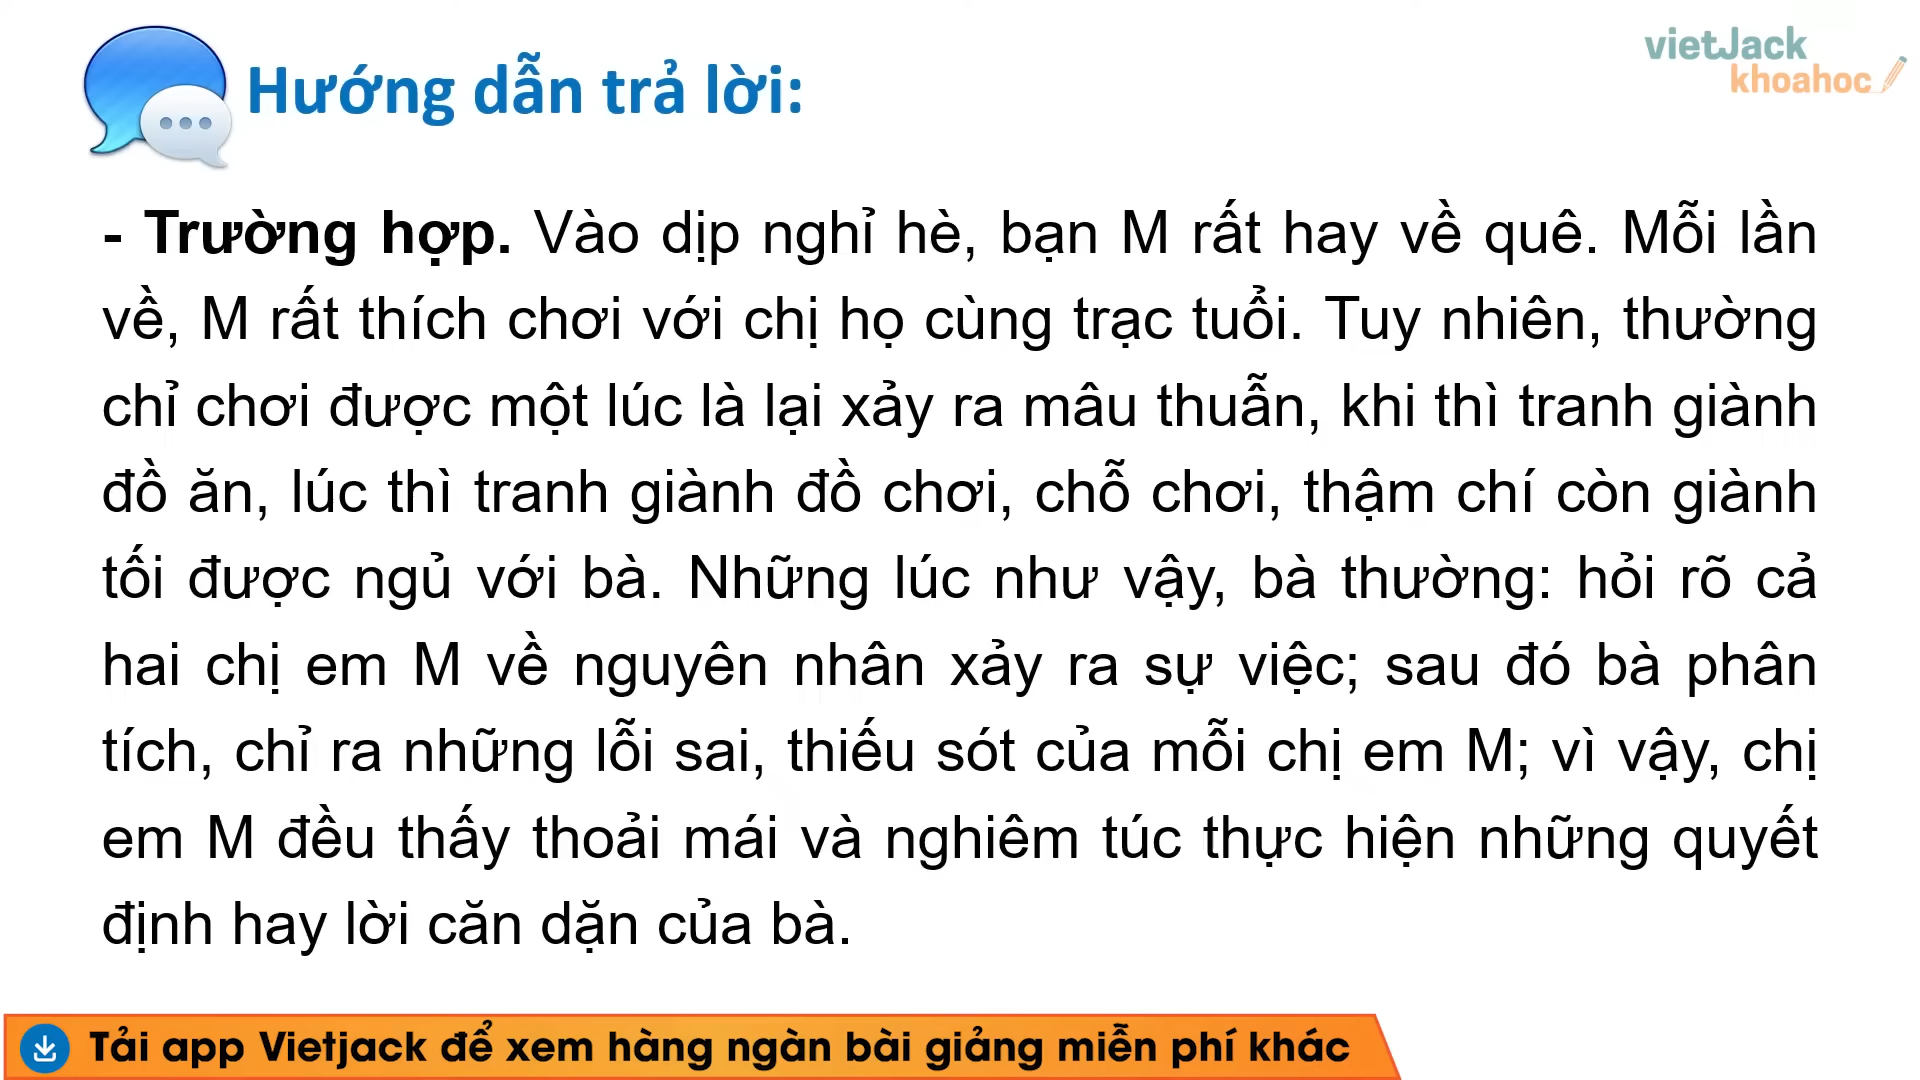 vietJack
khoahoc
Hướng dẫn trả lời:
- Trường hợp. Vào dịp nghỉ hè, bạn M rất hay về quê. Mỗi lần
về, M rất thích chơi với chị họ cùng trạc tuổi. Tuy nhiên, thường
chỉ chơi được một lúc là lại xảy ra mâu thuẫn, khi thì tranh giành
đồ ăn, lúc thì tranh giành đồ chơi, chỗ chơi, thậm chí còn giành
tối được ngủ với bà. Những lúc như vậy, bà thường: hỏi rõ cả
hai chị em M về nguyên nhân xảy ra sự việc; sau đó bà phân
tích, chỉ ra những lỗi sai, thiếu sót của mỗi chị em M; vì vậy, chị
em M đều thấy thoải mái và nghiêm túc thực hiện những quyết
định hay lời căn dặn của bà.
Tải app Vietjack để xem hàng ngàn bài giảng miễn phí khác